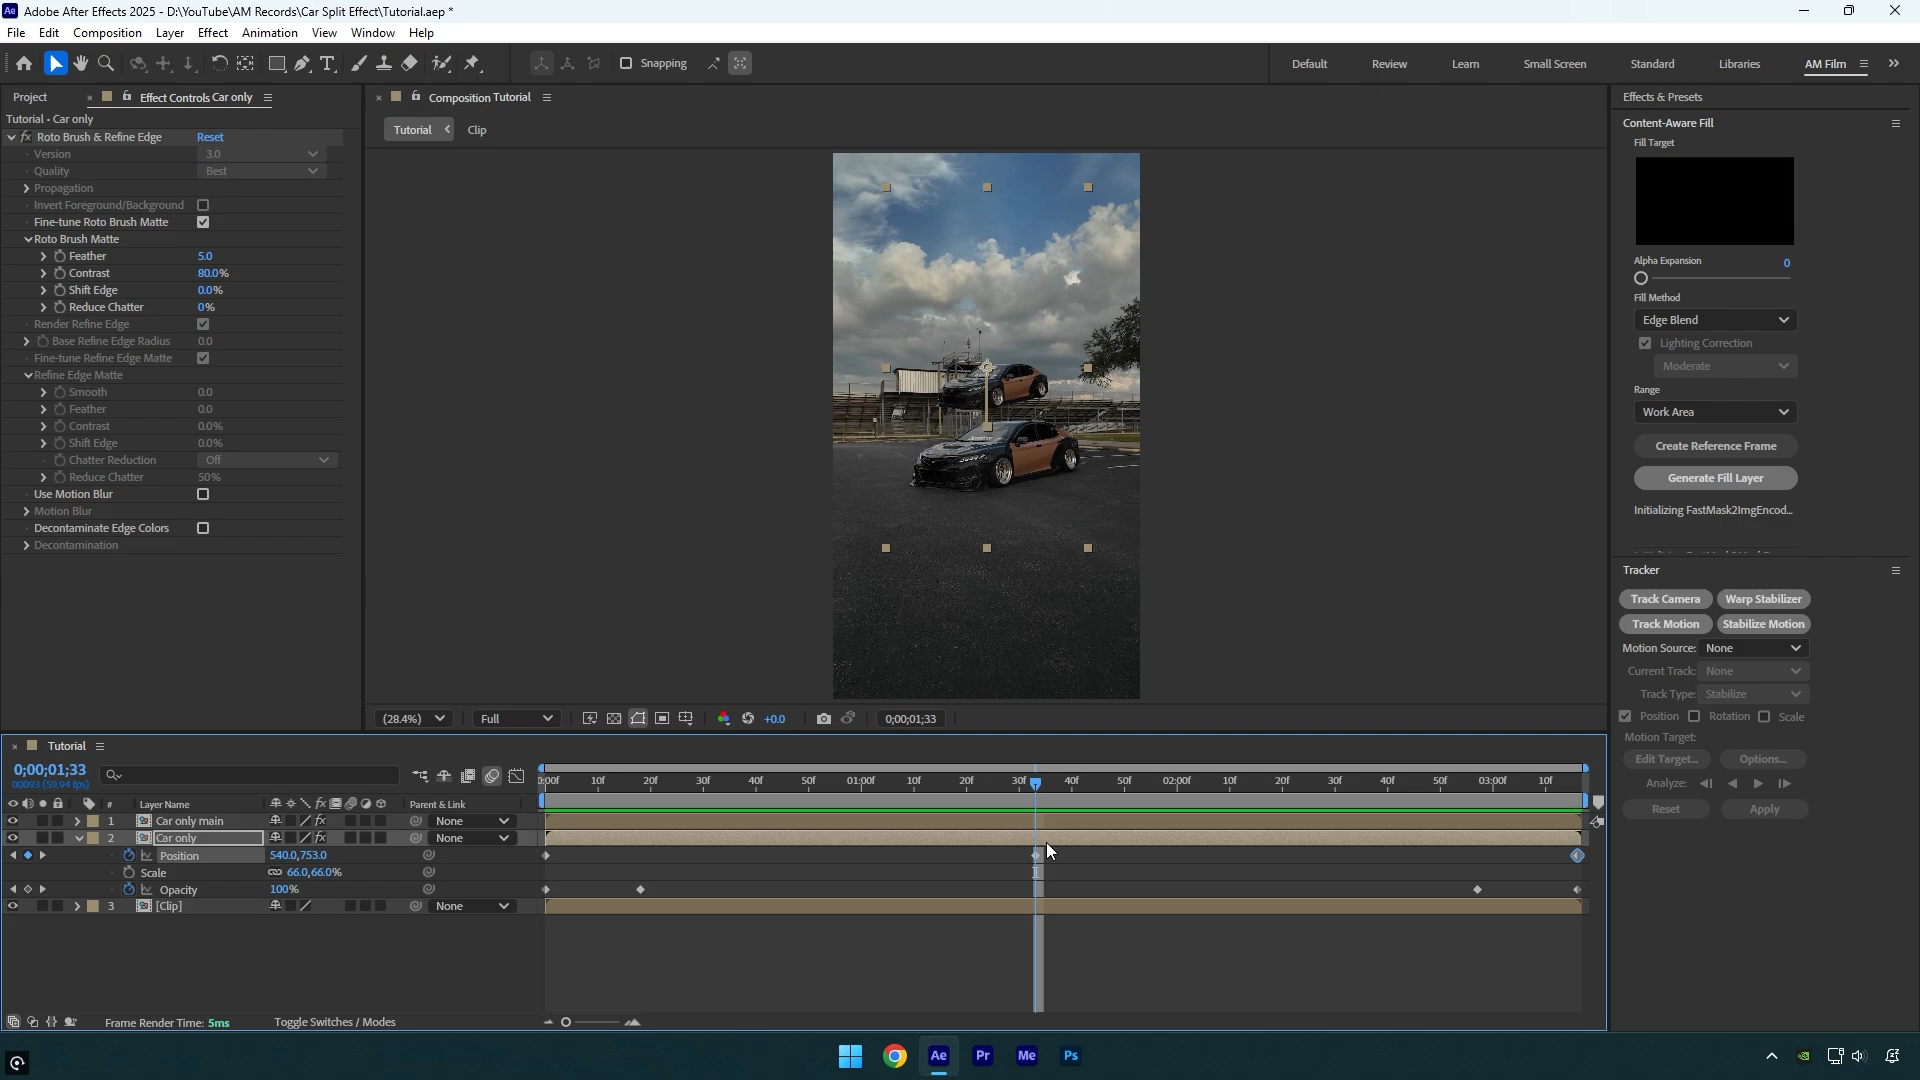 Adobe After Effects 2025 - D:\YouTube\AM Records\Car Split Effect\Tutorial.aep *
File Edit Composition Layer Effect Animation View Window Help
Snapping Default Review Learn Small Screen Standard Libraries AM Film
Project Effect Controls Car only
Tutorial - Car only
Roto Brush & Refine Edge Reset
Version 3.0
Quality Best
Propagation
Invert Foreground/Background
Fine-tune Roto Brush Matte
Roto Brush Matte
Feather 5.0
Contrast 80.0%
Shift Edge 0.0%
Reduce Chatter 0%
Render Refine Edge
Base Refine Edge Radius 0.0
Fine-tune Refine Edge Matte
Refine Edge Matte
Smooth 0.0
Feather 0.0
Contrast 0.0%
Shift Edge 0.0%
Chatter Reduction Off
Reduce Chatter 50%
Use Motion Blur
Motion Blur
Decontaminate Edge Colors
Decontamination
Composition Tutorial
Tutorial Clip
(28.4%) Full +0.0 0;00;01;33
Effects & Presets
Content-Aware Fill
Fill Target
Alpha Expansion 0
Fill Method
Edge Blend
Lighting Correction
Moderate
Range
Work Area
Create Reference Frame
Generate Fill Layer
Initializing FastMask2ImgEncod...
Tracker
Track Camera Warp Stabilizer
Track Motion Stabilize Motion
Motion Source: None
Current Track: None
Track Type: Stabilize
Position Rotation Scale
Motion Target:
Edit Target... Options...
Analyze:
Reset Apply
Tutorial
0;00;01;33
00093 (59.94 fps)
0:00f 10f 20f 30f 40f 50f 01:00f 10f 20f 30f 40f 50f 02:00f 10f 20f 30f 40f 50f 03:00f 10f
# Layer Name fx Parent & Link
1 Car only main fx None
2 Car only fx None
Position 540.0,753.0
Scale 66.0,66.0%
Opacity 100%
3 [Clip] None
Frame Render Time: 5ms Toggle Switches / Modes
Ae Pr Me Ps